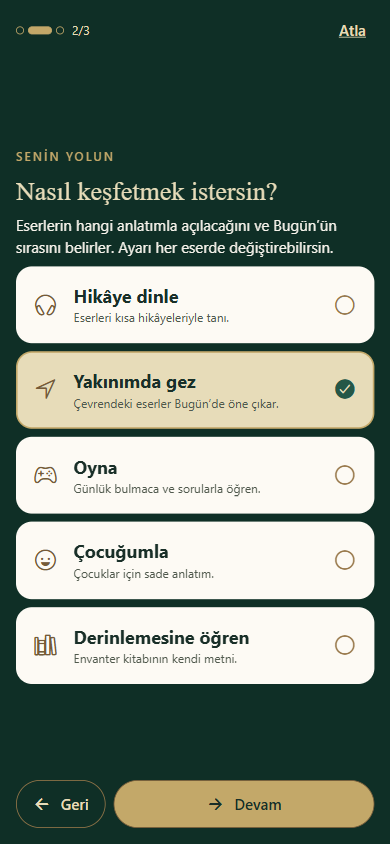 2/3
Atla
SENİN YOLUN
Nasıl keşfetmek istersin?
Eserlerin hangi anlatımla açılacağını ve Bugün’ün
sırasını belirler. Ayarı her eserde değiştirebilirsin.
Hikâye dinle
Eserleri kısa hikâyeleriyle tanı.
Yakınımda gez
Çevrendeki eserler Bugün’de öne çıkar.
Oyna
Günlük bulmaca ve sorularla öğren.
Çocuğumla
Çocuklar için sade anlatım.
Derinlemesine öğren
Envanter kitabının kendi metni.
Geri
Devam